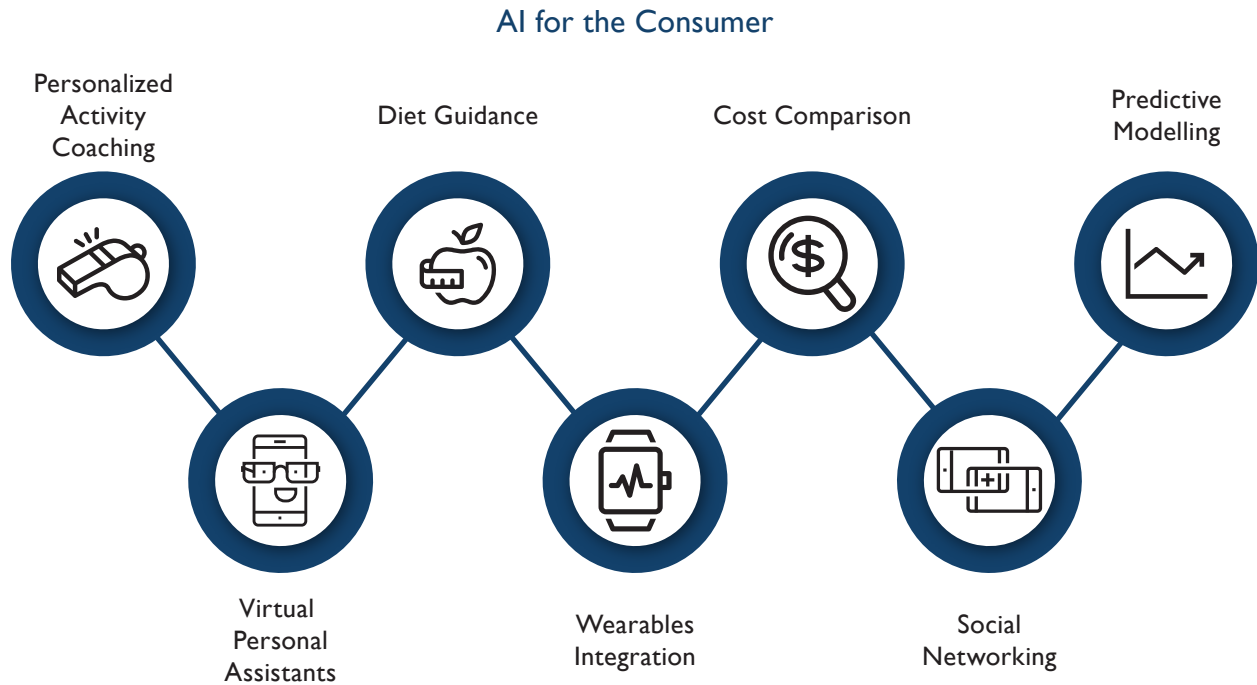 AI for the Consumer
Personalized
Activity
Coaching
Diet Guidance
Cost Comparison
Predictive
Modelling
$
Virtual
Personal
Assistants
Wearables
Integration
Social
Networking